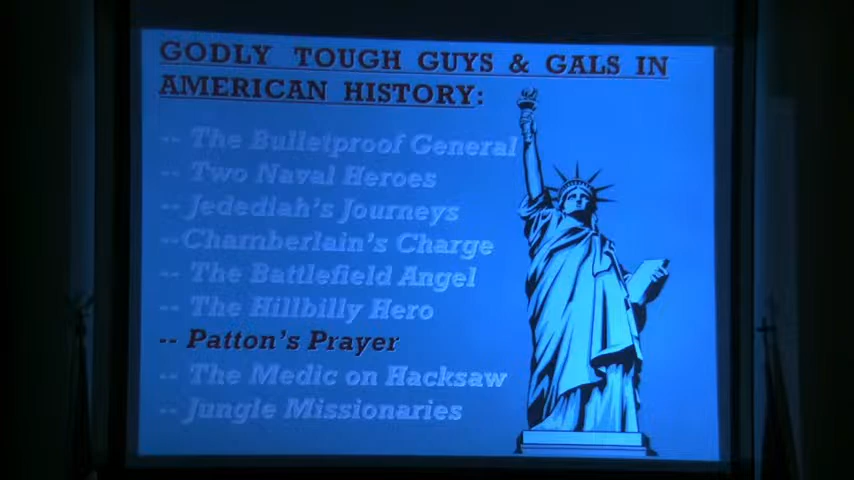 GODLY TOUGH GUYS & GALS IN
AMERICAN HISTORY:
-- The Bulletproof General
-- Two Naval Heroes
-- Jedediah's Journeys
--Chamberlain's Charge
-- The Battlefield Angel
-- The Hillbilly Hero
-- Patton's Prayer
-- The Medic on Hacksaw
-- Jungle Missionaries